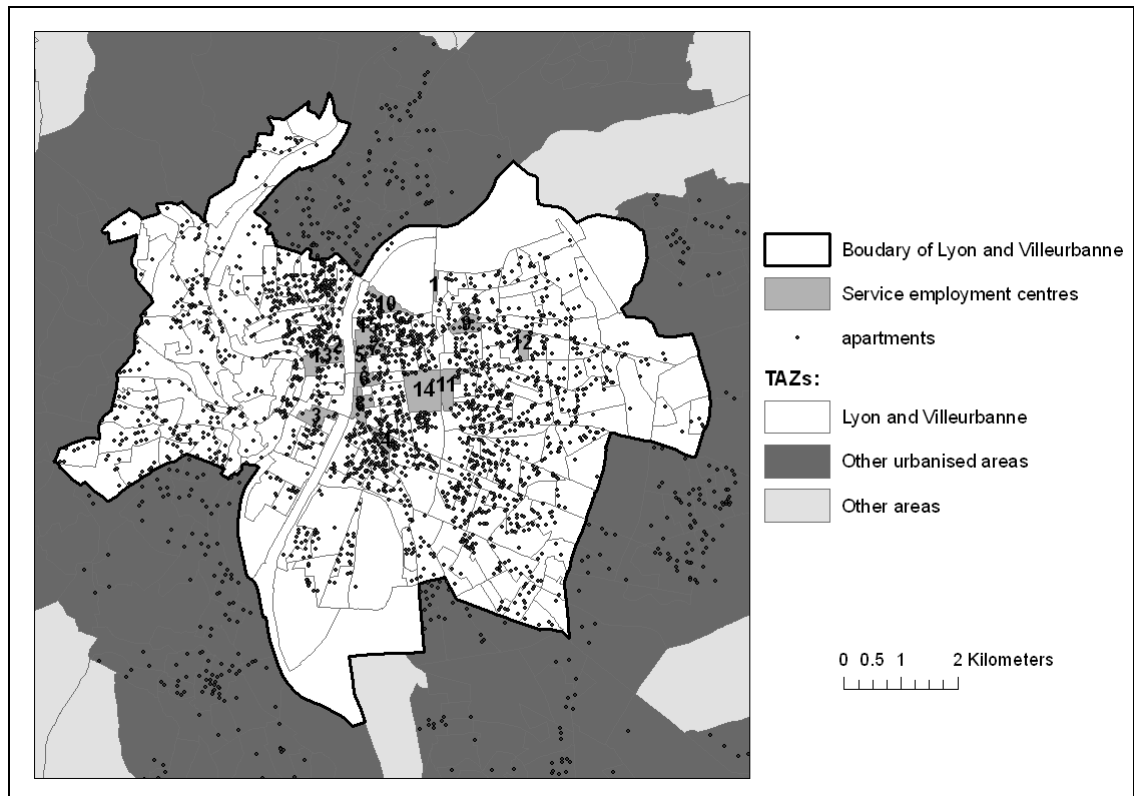 Boudary of Lyon and Villeurbanne
Service employment centres
apartments
TAZs:
Lyon and Villeurbanne
Other urbanised areas
Other areas
0 0.5 1 2 Kilometers
1
10
9
2
12
13
5
6
14 11
8
3
4